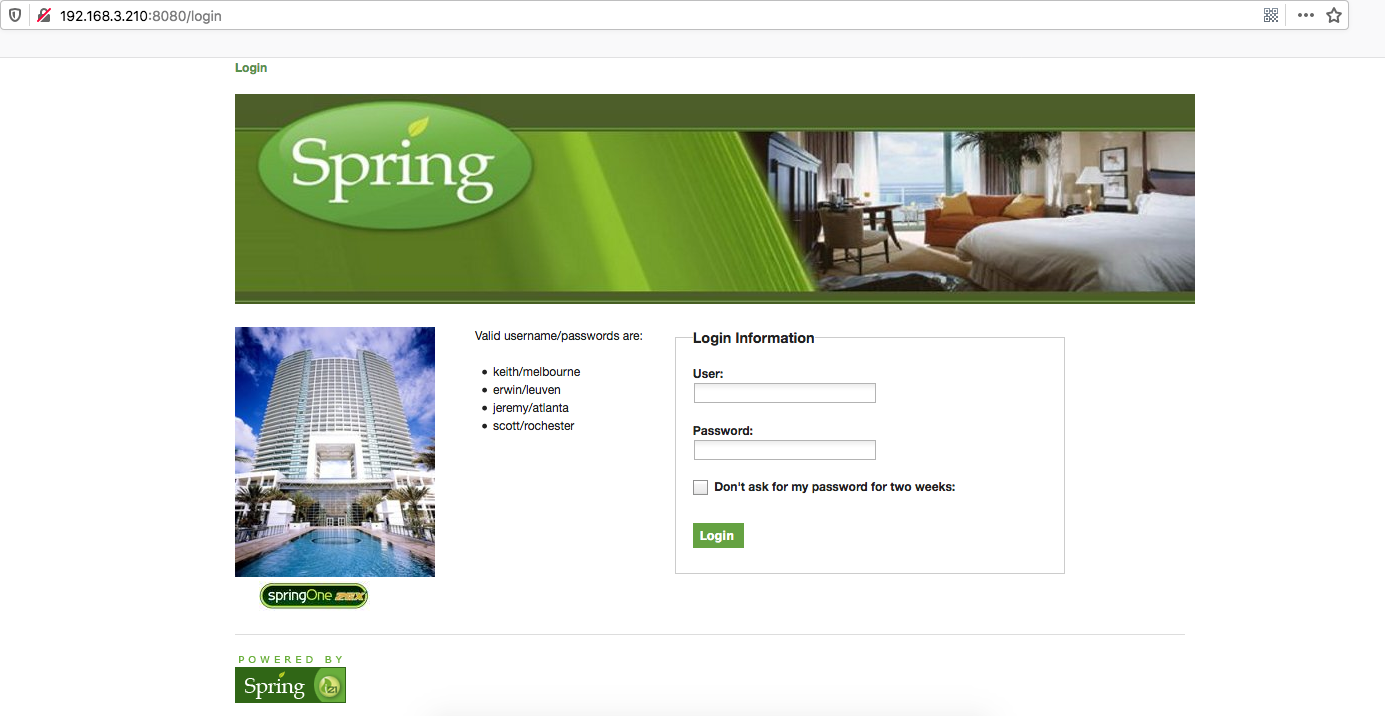 192.168.3.210:8080/login
Login
Spring
Valid username/passwords are:
keith/melbourne
erwin/leuven
jeremy/atlanta
scott/rochester
Login Information
User:
Password:
Don't ask for my password for two weeks:
Login
springOne 2GX
POWERED BY
Spring